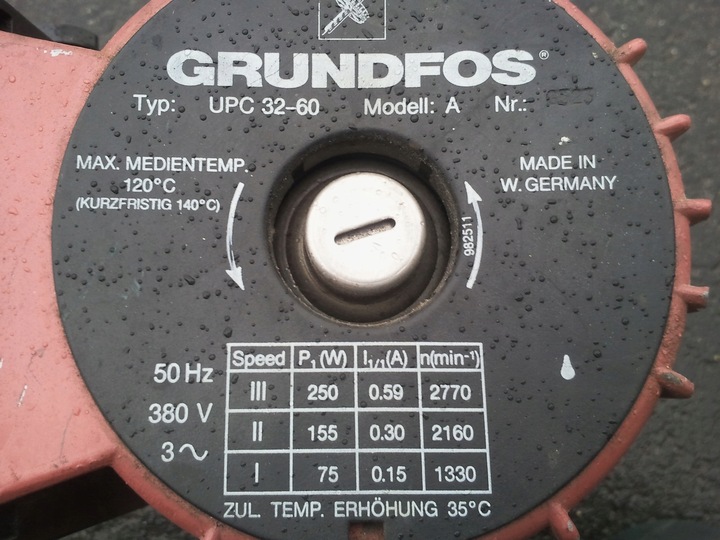 GRUNDFOS®
Typ: UPC 32-60 Modell: A Nr.:
MAX. MEDIENTEMP.
120°C
(KURZFRISTIG 140°C)
MADE IN
W. GERMANY
982511
50 Hz
380 V
3~
Speed P1(W) I1/1(A) n(min-1)
III 250 0.59 2770
II 155 0.30 2160
I 75 0.15 1330
ZUL. TEMP. ERHÖHUNG 35°C